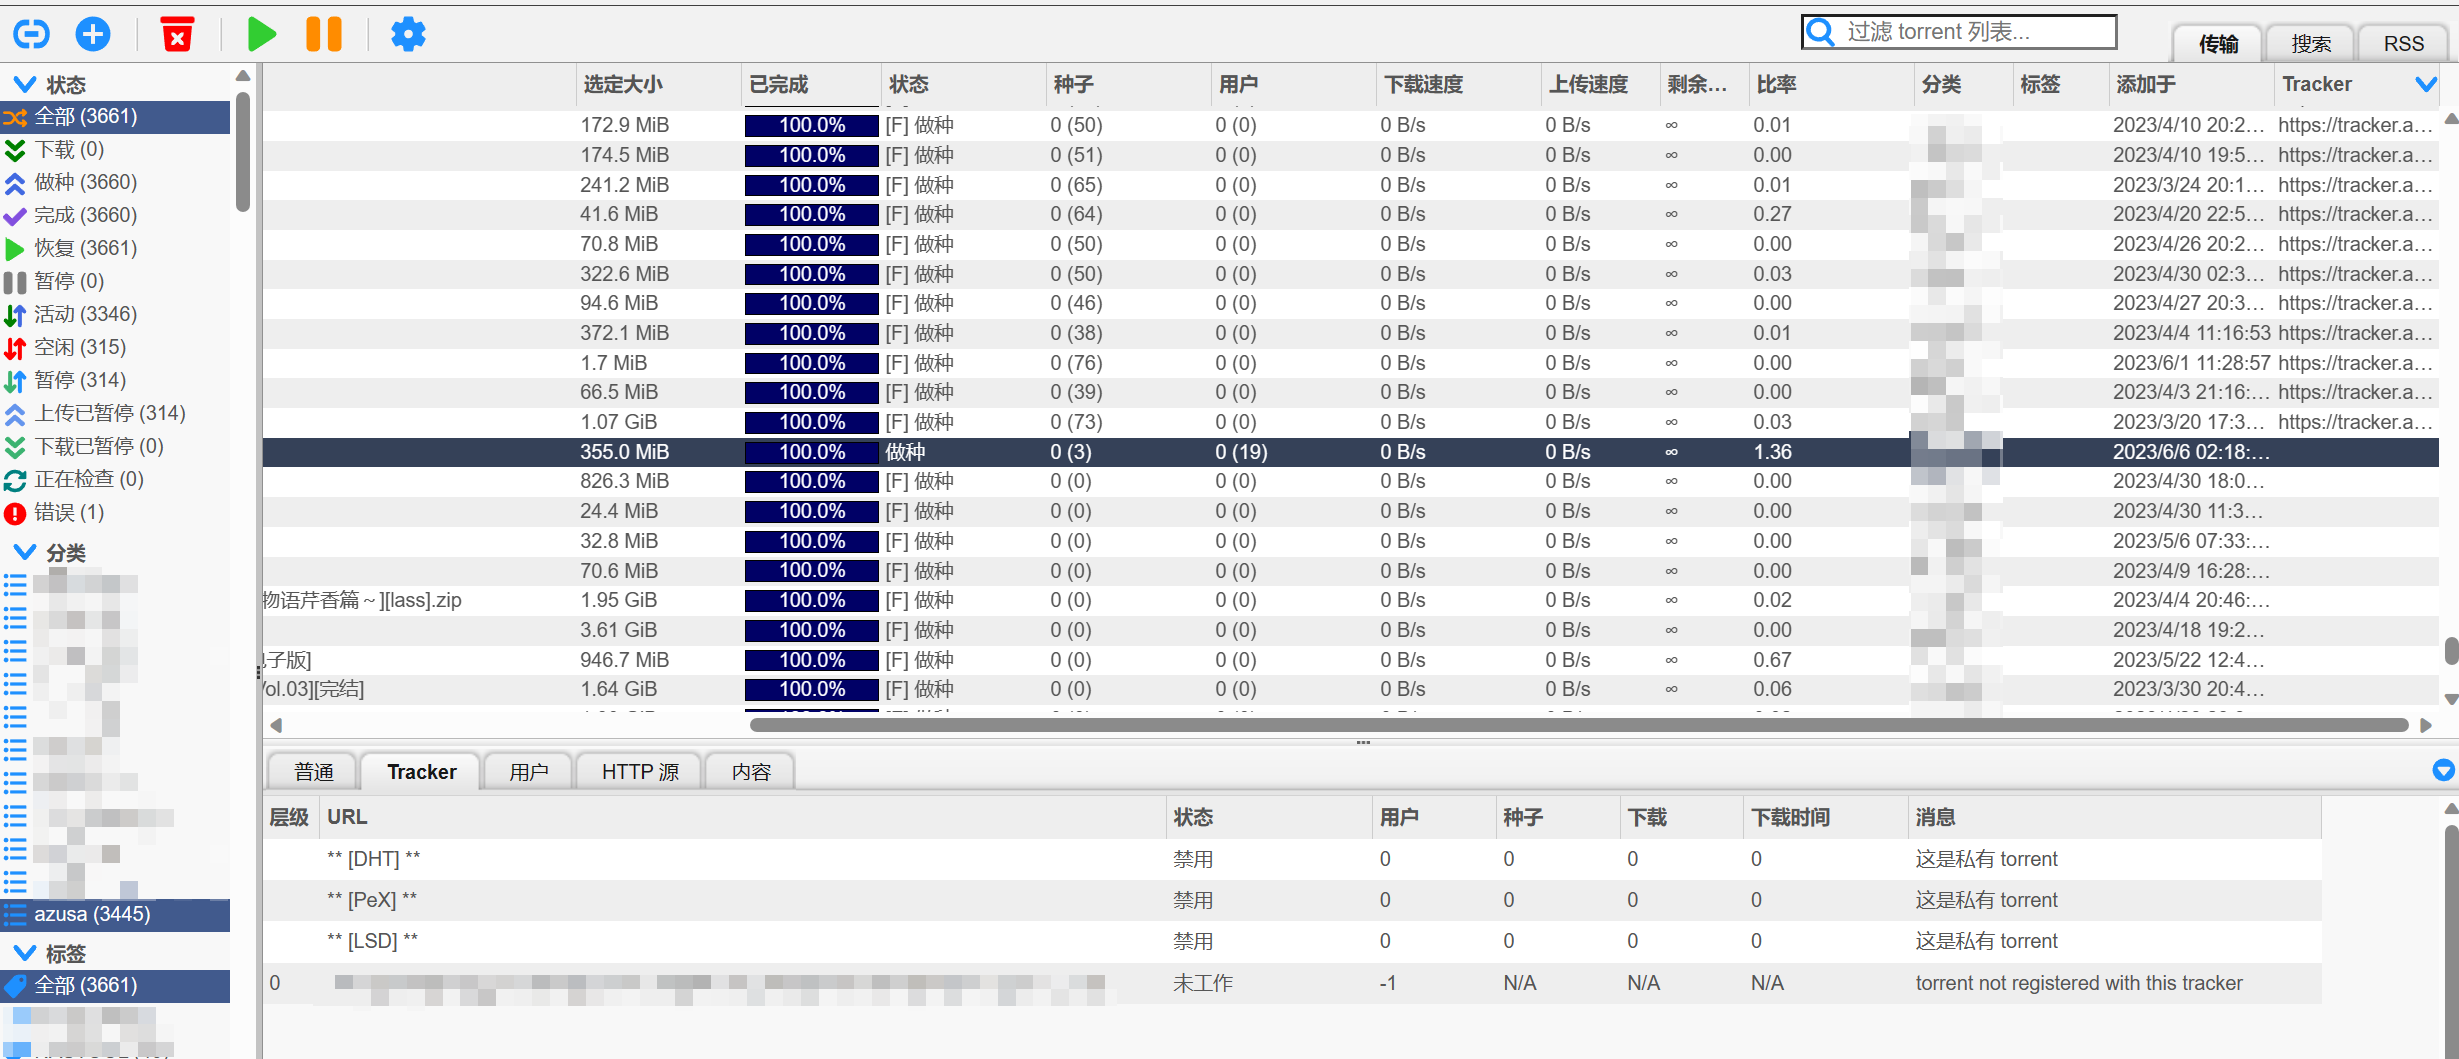 过滤 torrent 列表...
传输 搜索 RSS
状态
全部 (3661)
下载 (0)
做种 (3660)
完成 (3660)
恢复 (3661)
暂停 (0)
活动 (3346)
空闲 (315)
暂停 (314)
上传已暂停 (314)
下载已暂停 (0)
正在检查 (0)
错误 (1)
分类
azusa (3445)
标签
全部 (3661)
选定大小 已完成 状态 种子 用户 下载速度 上传速度 剩余... 比率 分类 标签 添加于 Tracker
172.9 MiB 100.0% [F] 做种 0 (50) 0 (0) 0 B/s 0 B/s ∞ 0.01 2023/4/10 20:2... https://tracker.a...
174.5 MiB 100.0% [F] 做种 0 (51) 0 (0) 0 B/s 0 B/s ∞ 0.00 2023/4/10 19:5... https://tracker.a...
241.2 MiB 100.0% [F] 做种 0 (65) 0 (0) 0 B/s 0 B/s ∞ 0.01 2023/3/24 20:1... https://tracker.a...
41.6 MiB 100.0% [F] 做种 0 (64) 0 (0) 0 B/s 0 B/s ∞ 0.27 2023/4/20 22:5... https://tracker.a...
70.8 MiB 100.0% [F] 做种 0 (50) 0 (0) 0 B/s 0 B/s ∞ 0.00 2023/4/26 20:2... https://tracker.a...
322.6 MiB 100.0% [F] 做种 0 (50) 0 (0) 0 B/s 0 B/s ∞ 0.03 2023/4/30 02:3... https://tracker.a...
94.6 MiB 100.0% [F] 做种 0 (46) 0 (0) 0 B/s 0 B/s ∞ 0.00 2023/4/27 20:3... https://tracker.a...
372.1 MiB 100.0% [F] 做种 0 (38) 0 (0) 0 B/s 0 B/s ∞ 0.01 2023/4/4 11:16:53 https://tracker.a...
1.7 MiB 100.0% [F] 做种 0 (76) 0 (0) 0 B/s 0 B/s ∞ 0.00 2023/6/1 11:28:57 https://tracker.a...
66.5 MiB 100.0% [F] 做种 0 (39) 0 (0) 0 B/s 0 B/s ∞ 0.00 2023/4/3 21:16:... https://tracker.a...
1.07 GiB 100.0% [F] 做种 0 (73) 0 (0) 0 B/s 0 B/s ∞ 0.03 2023/3/20 17:3... https://tracker.a...
355.0 MiB 100.0% 做种 0 (3) 0 (19) 0 B/s 0 B/s ∞ 1.36 2023/6/6 02:18:...
826.3 MiB 100.0% [F] 做种 0 (0) 0 (0) 0 B/s 0 B/s ∞ 0.00 2023/4/30 18:0...
24.4 MiB 100.0% [F] 做种 0 (0) 0 (0) 0 B/s 0 B/s ∞ 0.00 2023/4/30 11:3...
32.8 MiB 100.0% [F] 做种 0 (0) 0 (0) 0 B/s 0 B/s ∞ 0.00 2023/5/6 07:33:...
70.6 MiB 100.0% [F] 做种 0 (0) 0 (0) 0 B/s 0 B/s ∞ 0.00 2023/4/9 16:28:...
物语芹香篇～][lass].zip 1.95 GiB 100.0% [F] 做种 0 (0) 0 (0) 0 B/s 0 B/s ∞ 0.02 2023/4/4 20:46:...
3.61 GiB 100.0% [F] 做种 0 (0) 0 (0) 0 B/s 0 B/s ∞ 0.00 2023/4/18 19:2...
子版] 946.7 MiB 100.0% [F] 做种 0 (0) 0 (0) 0 B/s 0 B/s ∞ 0.67 2023/5/22 12:4...
ol.03][完结] 1.64 GiB 100.0% [F] 做种 0 (0) 0 (0) 0 B/s 0 B/s ∞ 0.06 2023/3/30 20:4...
普通 Tracker 用户 HTTP 源 内容
层级 URL 状态 用户 种子 下载 下载时间 消息
** [DHT] ** 禁用 0 0 0 0 这是私有 torrent
** [PeX] ** 禁用 0 0 0 0 这是私有 torrent
** [LSD] ** 禁用 0 0 0 0 这是私有 torrent
0 未工作 -1 N/A N/A N/A torrent not registered with this tracker